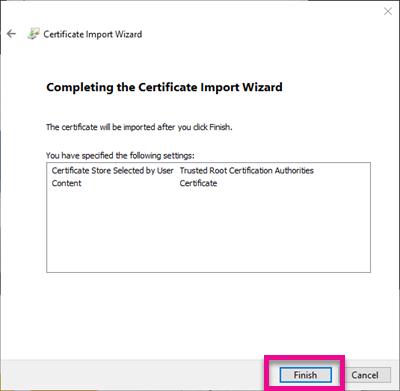 Certificate Import Wizard
Completing the Certificate Import Wizard
The certificate will be imported after you click Finish.
You have specified the following settings:
Certificate Store Selected by User Trusted Root Certification Authorities
Content Certificate
Finish Cancel